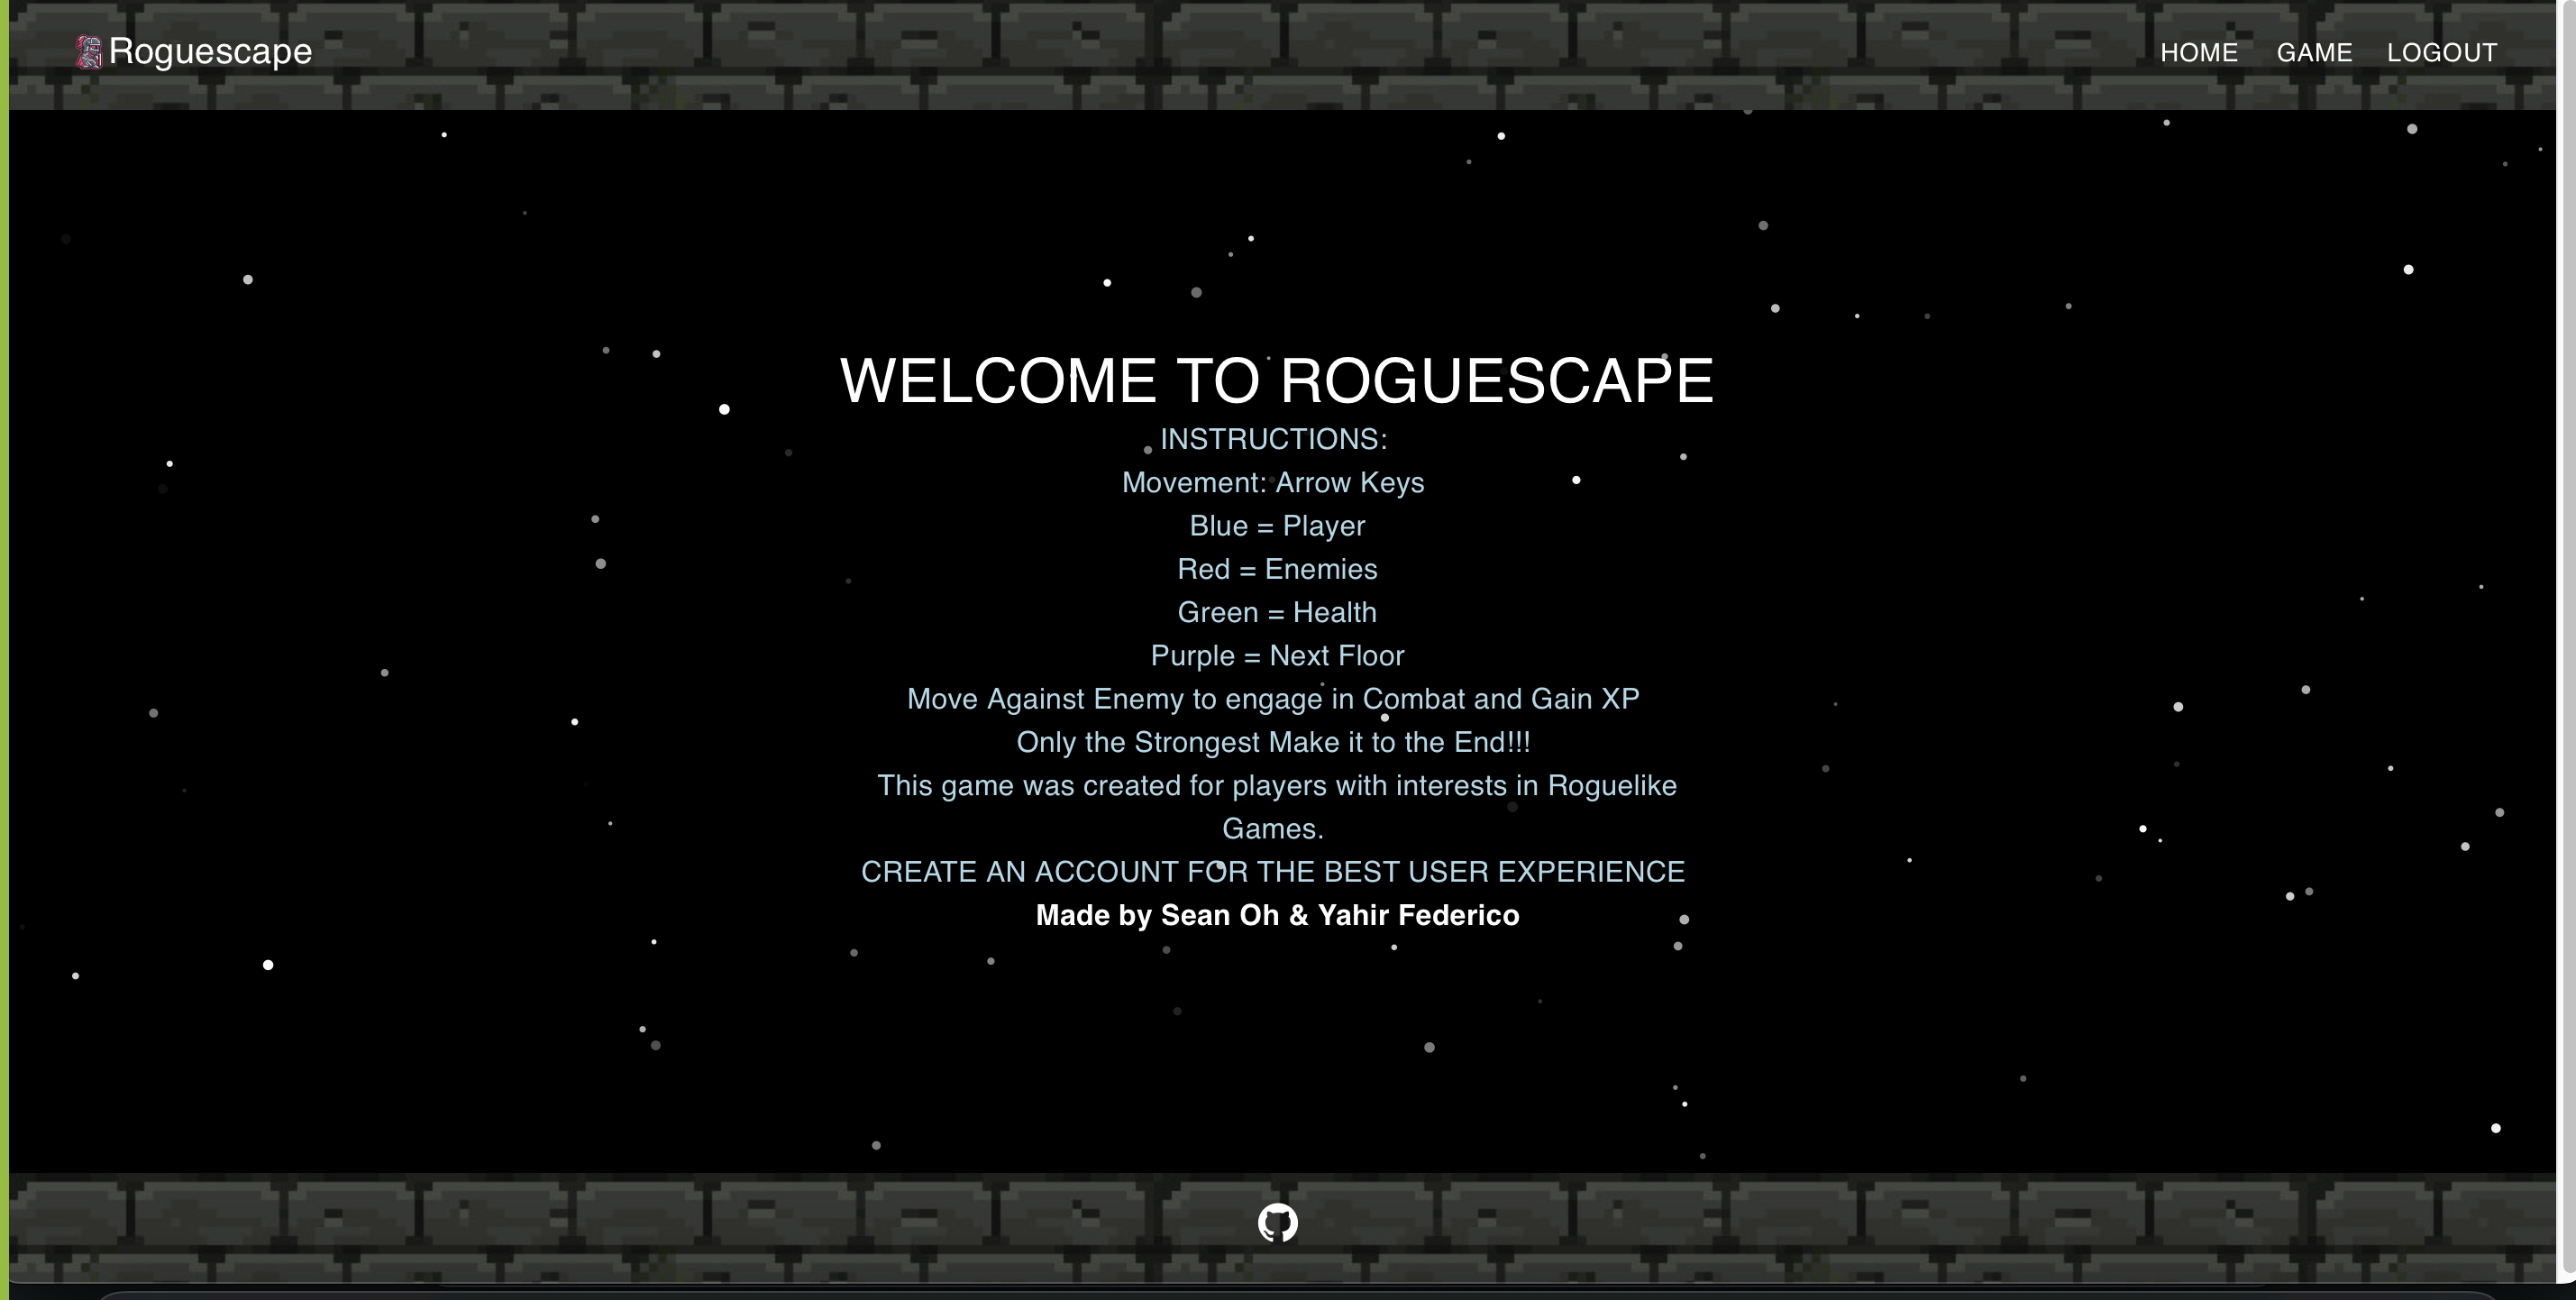 Roguescape
HOME GAME LOGOUT
WELCOME TO ROGUESCAPE
INSTRUCTIONS:
Movement: Arrow Keys
Blue = Player
Red = Enemies
Green = Health
Purple = Next Floor
Move Against Enemy to engage in Combat and Gain XP
Only the Strongest Make it to the End!!!
This game was created for players with interests in Roguelike
Games.
CREATE AN ACCOUNT FOR THE BEST USER EXPERIENCE
Made by Sean Oh & Yahir Federico